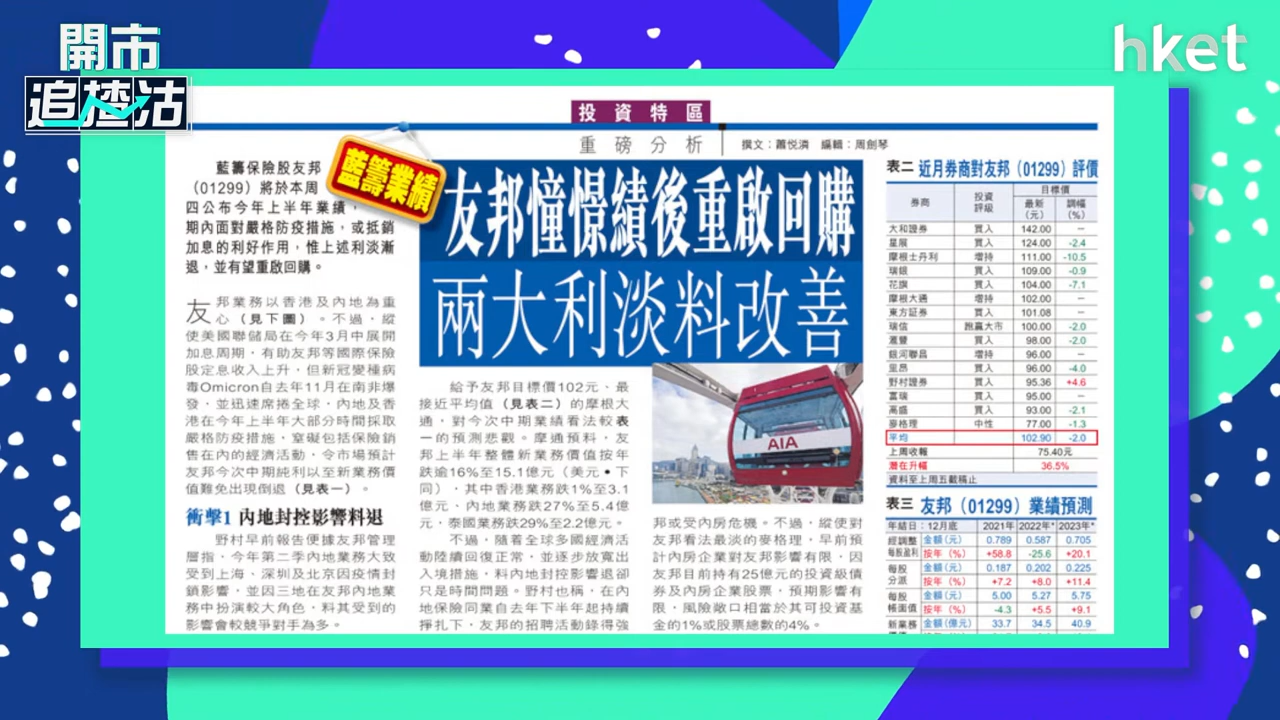 開市
追揸沽
hket
投資特區
重磅分析
撰文：蕭悅漪 編輯：周劍琴
藍籌業績
藍籌保險股友邦
（01299）將於本周
四公布今年上半年業績，
期內面對嚴格防疫措施，或抵銷
加息的利好作用，惟上述利淡漸
退，並有望重啟回購。
友邦憧憬績後重啟回購
兩大利淡料改善
友邦業務以香港及內地為重
心（見下圖）。不過，縱
使美國聯儲局在今年3月中展開
加息周期，有助友邦等國際保險
股定息收入上升，但新冠變種病
毒Omicron自去年11月在南非爆
發，並迅速席捲全球，內地及香
港在今年上半年大部分時間採取
嚴格防疫措施，窒礙包括保險銷
售在內的經濟活動，令市場預計
友邦今次中期純利以至新業務價
值難免出現倒退（見表一）。
衝擊1 內地封控影響料退
野村早前報告便據友邦管理
層指，今年第二季內地業務大致
受到上海、深圳及北京因疫情封
鎖影響，並因三地在友邦內地業
務中扮演較大角色，料其受到的
影響會較競爭對手為多。
給予友邦目標價102元、最
接近平均值（見表二）的摩根大
通，對今次中期業績看法較表
一的預測悲觀。摩通預料，友
邦上半年整體新業務價值按年
跌逾16%至15.1億元（美元•下
同），其中香港業務跌1%至3.1
億元、內地業務跌27%至5.4億
元，泰國業務跌29%至2.2億元。
不過，隨着全球多國經濟活
動陸續回復正常，並逐步放寬出
入境措施，料內地封控影響退卻
只是時間問題。野村也稱，在內
地保險同業自去年下半年起持續
掙扎下，友邦的招聘活動錄得強
AIA
邦或受內房危機。不過，縱使對
友邦看法最淡的麥格理，早前預
計內房企業對友邦影響有限，因
友邦目前持有25億元的投資級債
券及內房企業股票，預期影響有
限，風險敞口相當於其可投資基
金的1%或股票總數的4%。
表二 近月券商對友邦（01299）評價
券商 投資評級 目標價 最新（元） 調幅（%）
大和證券 買入 142.00 －
星展 買入 124.00 -2.4
摩根士丹利 增持 111.00 -10.5
瑞銀 買入 109.00 -0.9
花旗 買入 104.00 -7.1
摩根大通 增持 102.00 －
東方証券 買入 101.08 －
瑞信 跑贏大市 100.00 -2.0
滙豐 買入 98.00 -2.0
銀河聯昌 增持 96.00 －
里昂 買入 96.00 -4.0
野村證券 買入 95.36 +4.6
富瑞 買入 95.00 －
高盛 買入 93.00 -2.1
麥格理 中性 77.00 -1.3
平均 102.90 -2.0
上周收報 75.40元
潛在升幅 36.5%
資料至上周五截稿止
表三 友邦（01299）業績預測
年結日：12月底 2021年 2022年* 2023年*
經調整每股盈利 金額（元） 0.789 0.587 0.705
按年（%） +58.8 -25.6 +20.1
每股分派 金額（元） 0.187 0.202 0.225
按年（%） +7.2 +8.0 +11.4
每股帳面值 金額（元） 5.00 5.27 5.75
按年（%） -4.3 +5.5 +9.1
新業務 金額（億元） 33.7 34.5 40.9